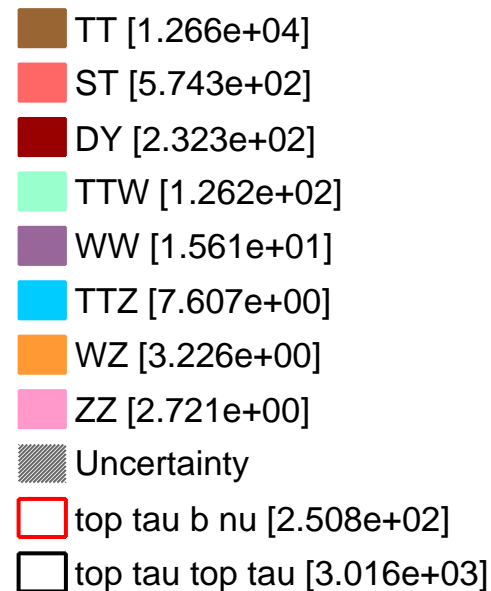 TT [1.266e+04]
ST [5.743e+02]
DY [2.323e+02]
TTW [1.262e+02]
WW [1.561e+01]
TTZ [7.607e+00]
WZ [3.226e+00]
ZZ [2.721e+00]
Uncertainty
top tau b nu [2.508e+02]
top tau top tau [3.016e+03]